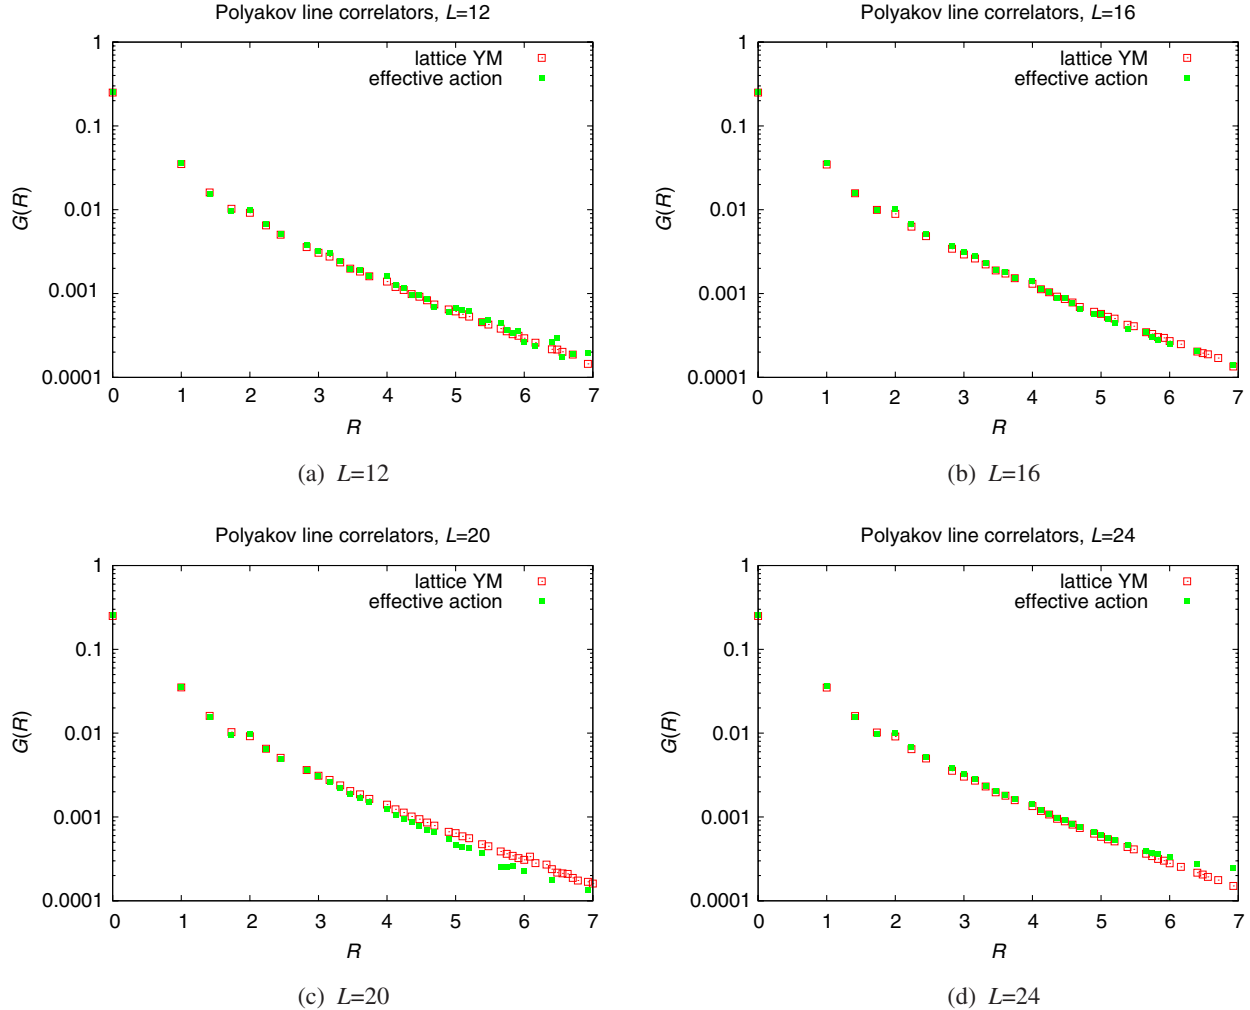 Polyakov line correlators, L=12
lattice YM
effective action
1
0.1
0.01
0.001
0.0001
G(R)
0 1 2 3 4 5 6 7
R
(a) L=12
Polyakov line correlators, L=16
lattice YM
effective action
1
0.1
0.01
0.001
0.0001
G(R)
0 1 2 3 4 5 6 7
R
(b) L=16
Polyakov line correlators, L=20
lattice YM
effective action
1
0.1
0.01
0.001
0.0001
G(R)
0 1 2 3 4 5 6 7
R
(c) L=20
Polyakov line correlators, L=24
lattice YM
effective action
1
0.1
0.01
0.001
0.0001
G(R)
0 1 2 3 4 5 6 7
R
(d) L=24